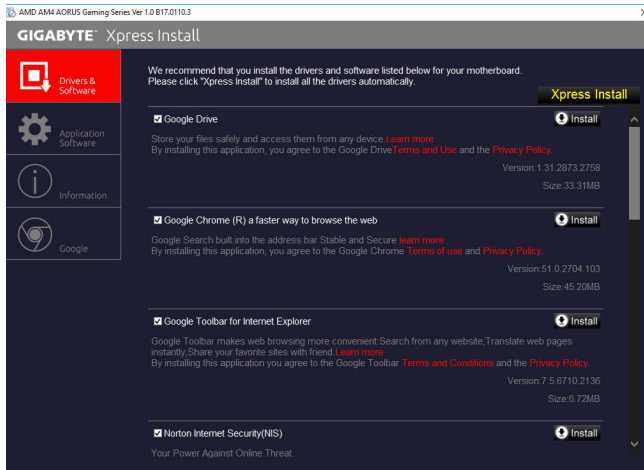 AMD AM4 AORUS Gaming Series Ver 1.0 B17.0110.3
GIGABYTE™ Xpress Install
Drivers &
Software
Application
Software
Information
Google
We recommend that you install the drivers and software listed below for your motherboard.
Please click "Xpress Install" to install all the drivers automatically.
Xpress Install
Google Drive
Install
Store your files safely and access them from any device.Learn more
By installing this application, you agree to the Google DriveTerms and Use and the Privacy Policy.
Version:1.31.2873.2758
Size:33.31MB
Google Chrome (R) a faster way to browse the web
Install
Google Search built into the address bar Stable and Secure learn more
By installing this application, you agree to the Google Chrome Terms of use and Privacy Policy.
Version:51.0.2704.103
Size:45.20MB
Google Toolbar for Internet Explorer
Install
Google Toolbar makes web browsing more convenient:Search from any website;Translate web pages
instantly;Share your favorite sites with friend.Learn more
By installing this application you agree to the Google Toolbar Terms and Conditions and the Privacy Policy.
Version:7.5.6710.2136
Size:6.72MB
Norton Internet Security(NIS)
Install
Your Power Against Online Threat.